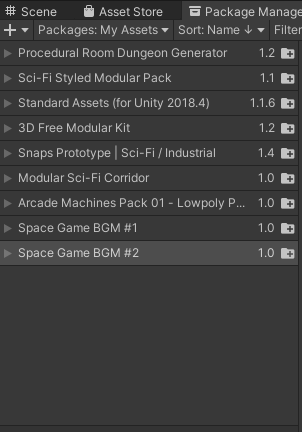 Scene Asset Store Package Manage
Packages: My Assets Sort: Name ↓ Filter
Procedural Room Dungeon Generator 1.2
Sci-Fi Styled Modular Pack 1.1
Standard Assets (for Unity 2018.4) 1.1.6
3D Free Modular Kit 1.2
Snaps Prototype | Sci-Fi / Industrial 1.4
Modular Sci-Fi Corridor 1.0
Arcade Machines Pack 01 - Lowpoly P... 1.0
Space Game BGM #1 1.0
Space Game BGM #2 1.0